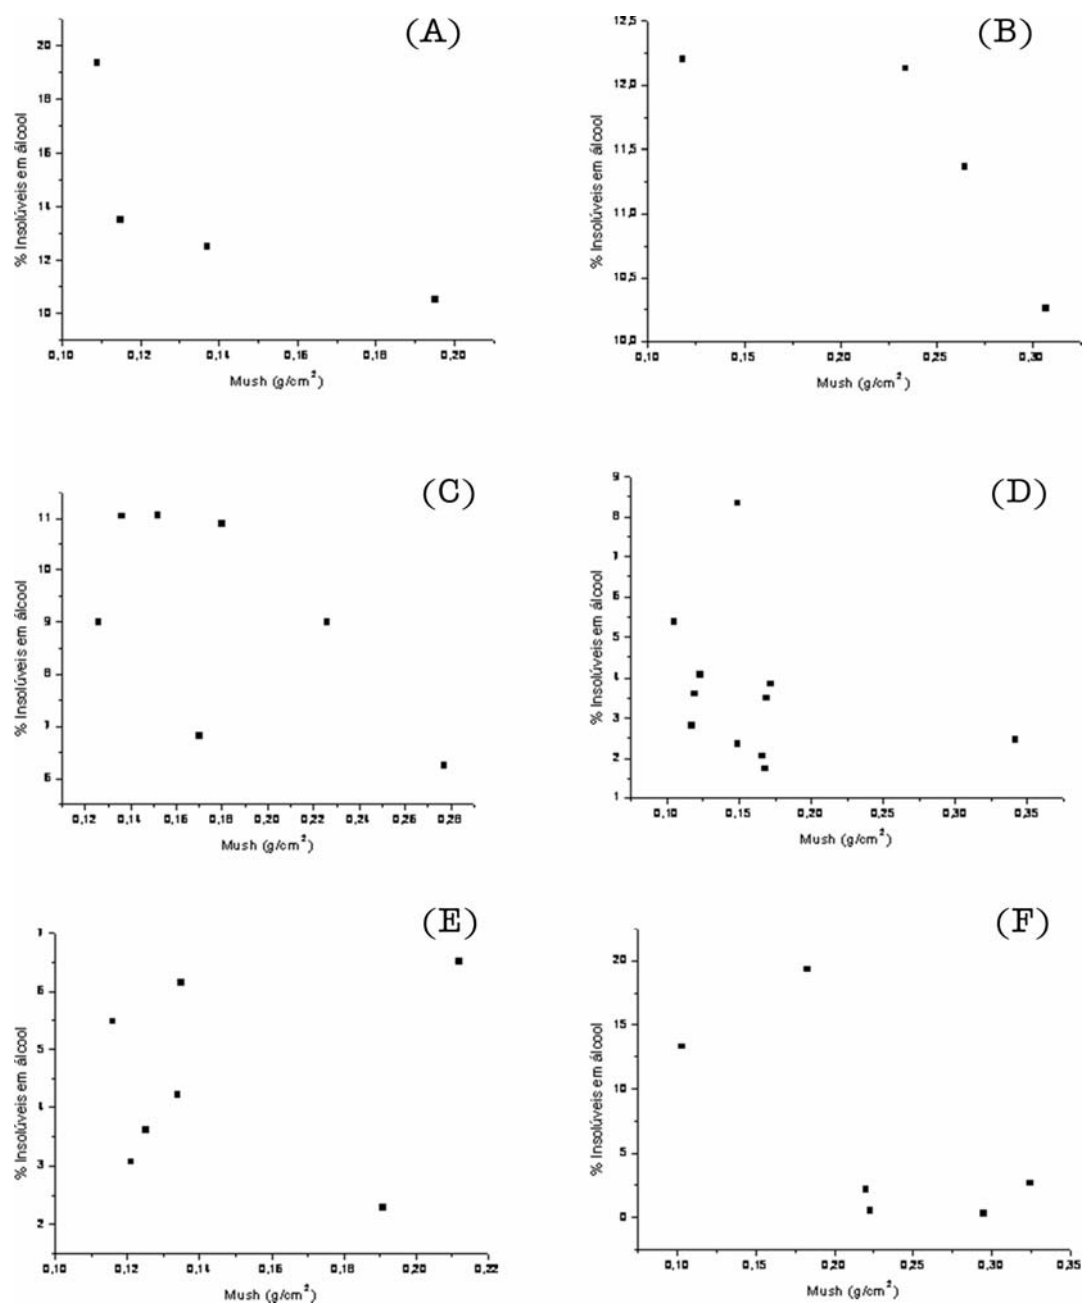 (A)
20
18
16
14
12
10
% Insolúveis em álcool
0,10 0,12 0,14 0,16 0,18 0,20
Mush (g/cm²)
(B)
12,5
12,0
11,5
11,0
10,5
10,0
% Insolúveis em álcool
0,10 0,15 0,20 0,25 0,30
Mush (g/cm²)
(C)
11
10
9
8
7
6
% Insolúveis em álcool
0,12 0,14 0,16 0,18 0,20 0,22 0,24 0,26 0,28
Mush (g/cm²)
(D)
9
8
7
6
5
4
3
2
1
% Insolúveis em álcool
0,10 0,15 0,20 0,25 0,30 0,35
Mush (g/cm²)
(E)
7
6
5
4
3
2
% Insolúveis em álcool
0,10 0,12 0,14 0,16 0,18 0,20 0,22
Mush (g/cm²)
(F)
20
15
10
5
0
% Insolúveis em álcool
0,10 0,15 0,20 0,25 0,30 0,35
Mush (g/cm²)